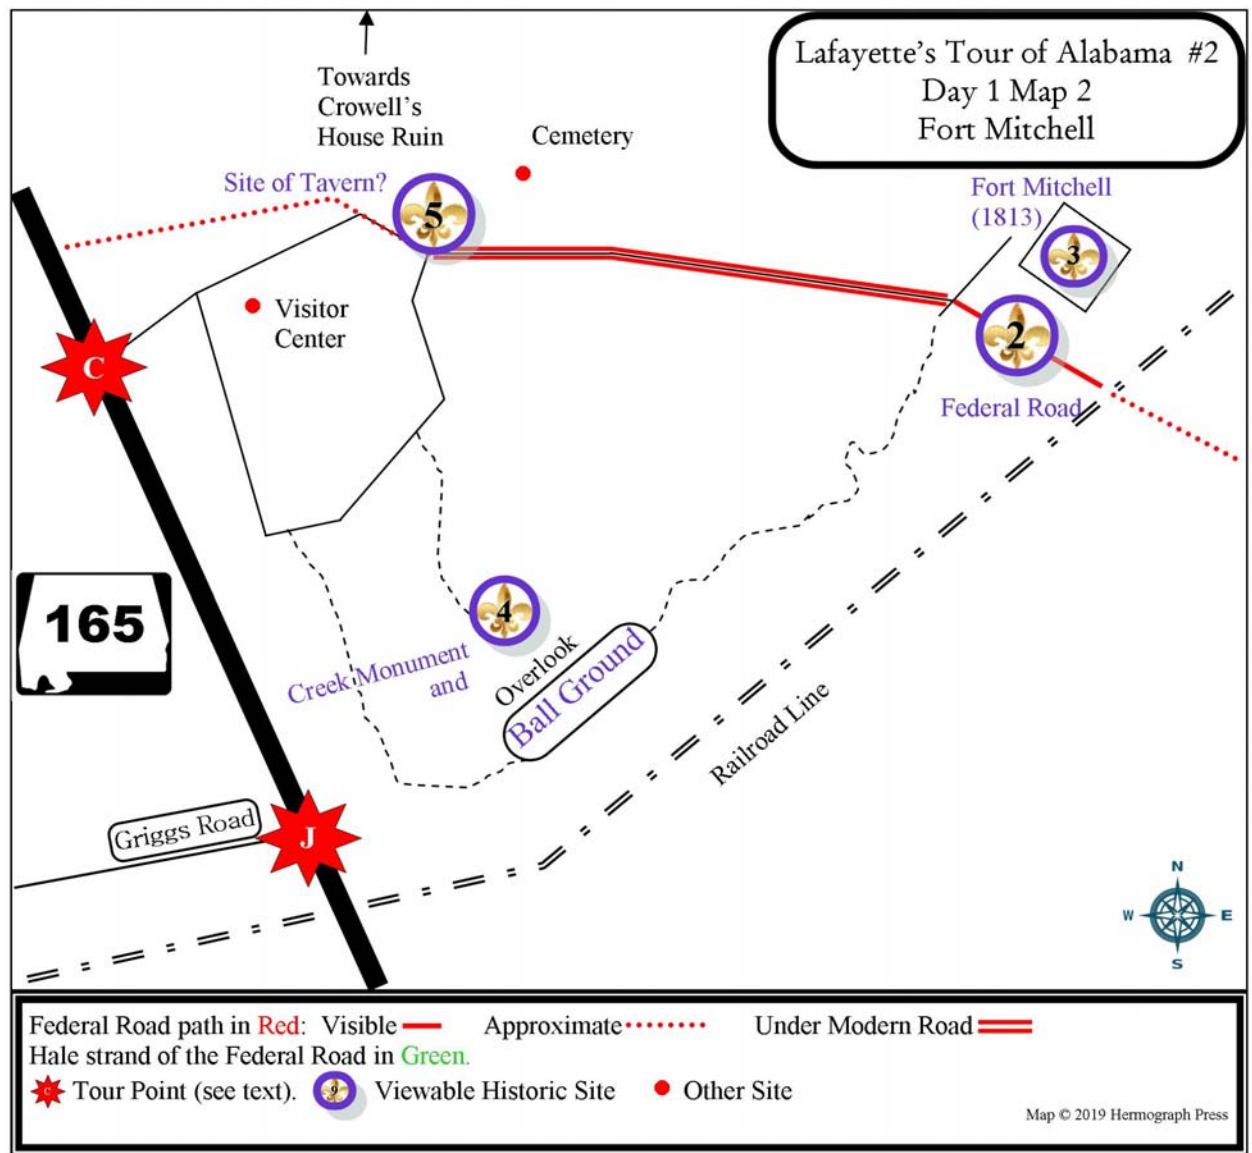 Lafayette's Tour of Alabama #2
Day 1 Map 2
Fort Mitchell
Towards
Crowell's
House Ruin
Cemetery
Site of Tavern?
5
Fort Mitchell
(1813)
3
Visitor
Center
C
2
Federal Road
165
4
Creek Monument
and
Overlook
Ball Ground
Railroad Line
Griggs Road
J
N
W E
S
Federal Road path in Red: Visible Approximate Under Modern Road
Hale strand of the Federal Road in Green.
C Tour Point (see text). 9 Viewable Historic Site Other Site
Map © 2019 Hermograph Press